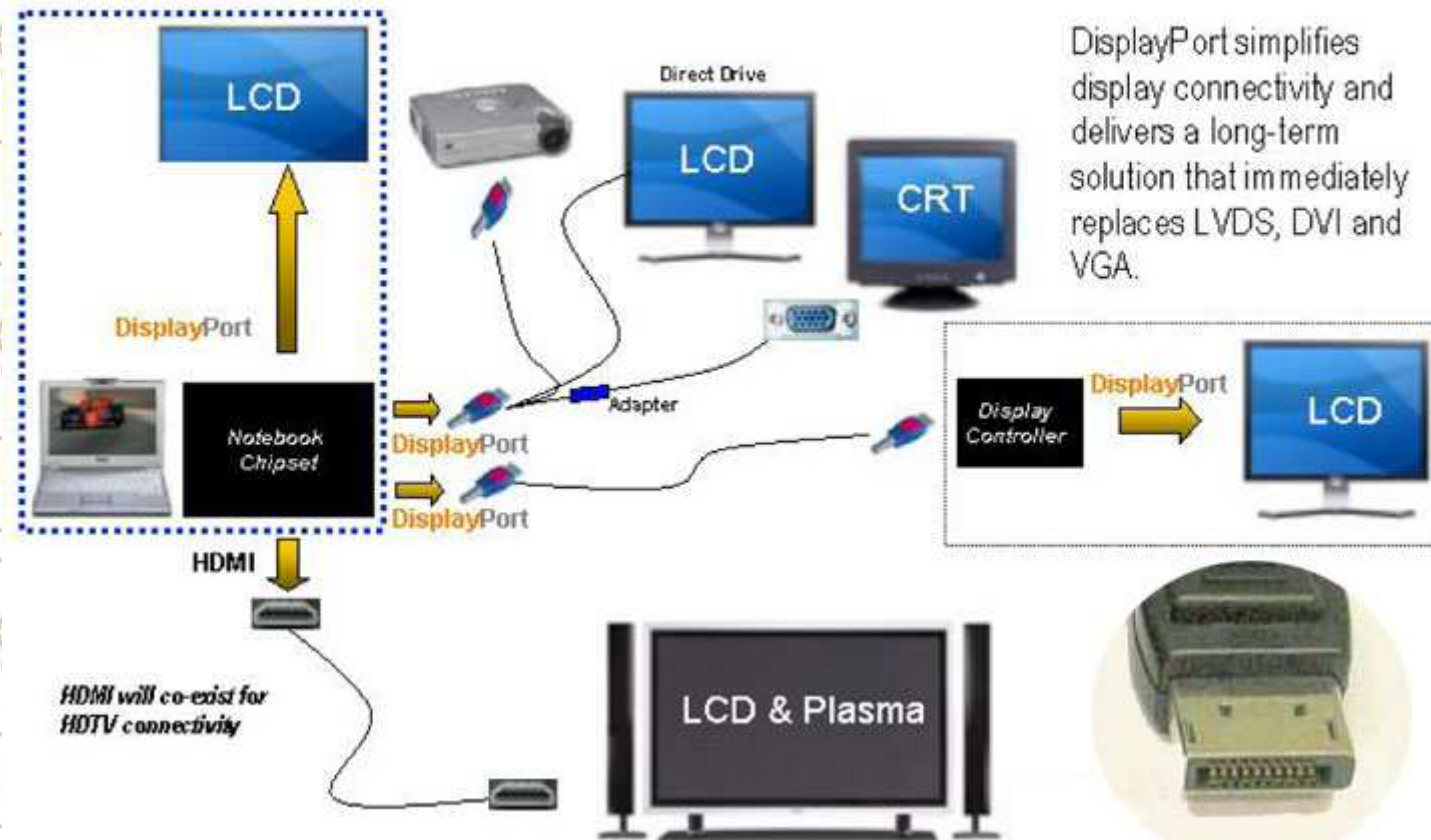 LCD
Direct Drive
LCD
CRT
DisplayPort simplifies
display connectivity and
delivers a long-term
solution that immediately
replaces LVDS, DVI and
VGA.
DisplayPort
Notebook
Chipset
DisplayPort
DisplayPort
Adapter
Display
Controller
DisplayPort
LCD
HDMI
HDMI will co-exist for
HDTV connectivity
LCD & Plasma